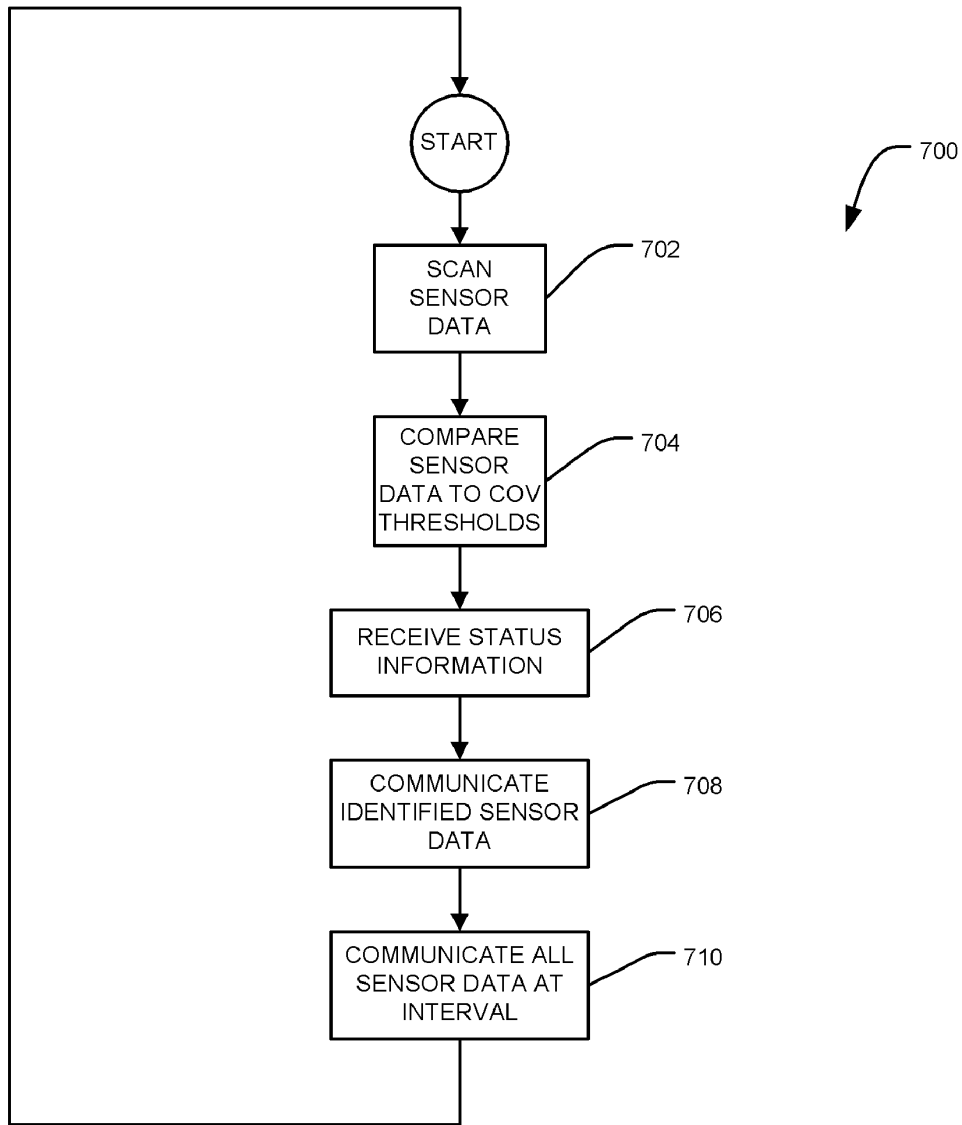 START
700
SCAN
SENSOR
DATA
702
COMPARE
SENSOR
DATA TO COV
THRESHOLDS
704
RECEIVE STATUS
INFORMATION
706
COMMUNICATE
IDENTIFIED SENSOR
DATA
708
COMMUNICATE ALL
SENSOR DATA AT
INTERVAL
710